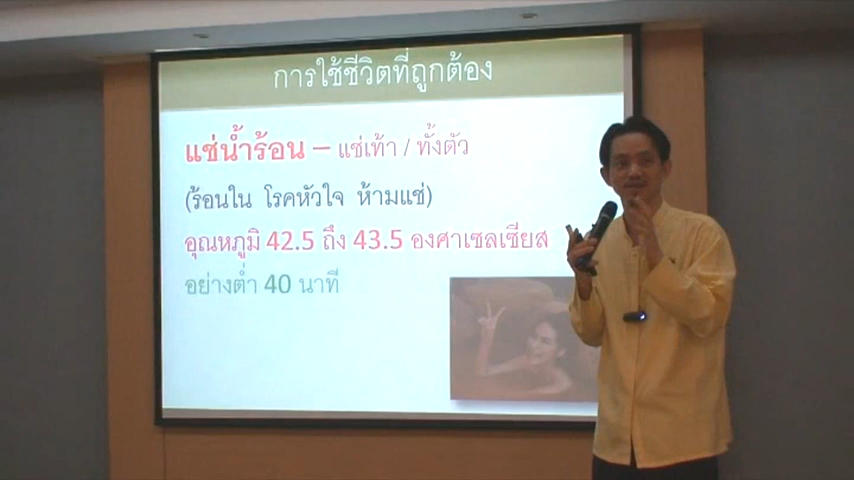 การใช้ชีวิตที่ถูกต้อง
แช่น้ำร้อน – แช่เท้า / ทั้งตัว
(ร้อนใน โรคหัวใจ ห้ามแช่)
อุณหภูมิ 42.5 ถึง 43.5 องศาเซลเซียส
อย่างต่ำ 40 นาที